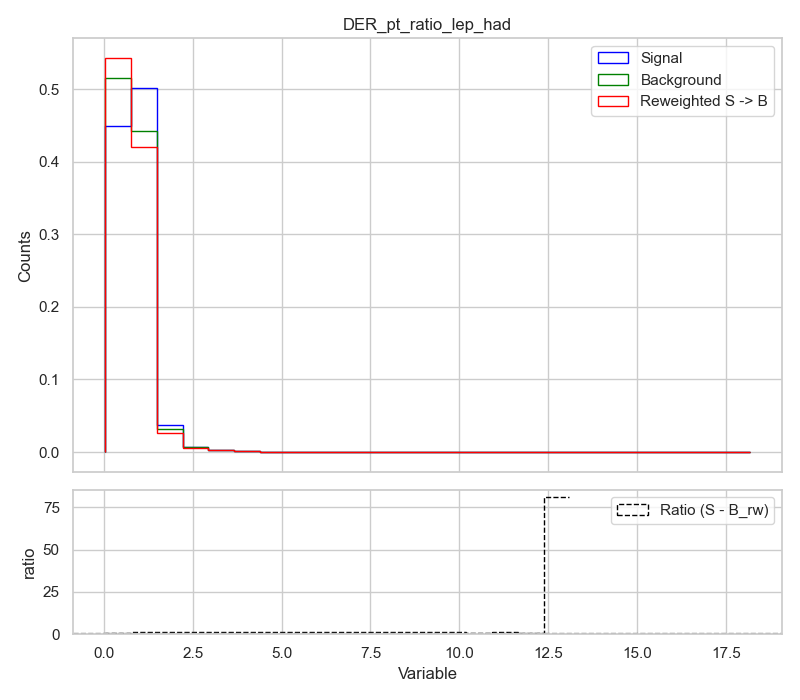 DER_pt_ratio_lep_had
Signal
Background
Reweighted S -> B
0.5
0.4
0.3
0.2
0.1
0.0
Counts
Ratio (S - B_rw)
75
50
25
0
ratio
0.0 2.5 5.0 7.5 10.0 12.5 15.0 17.5
Variable